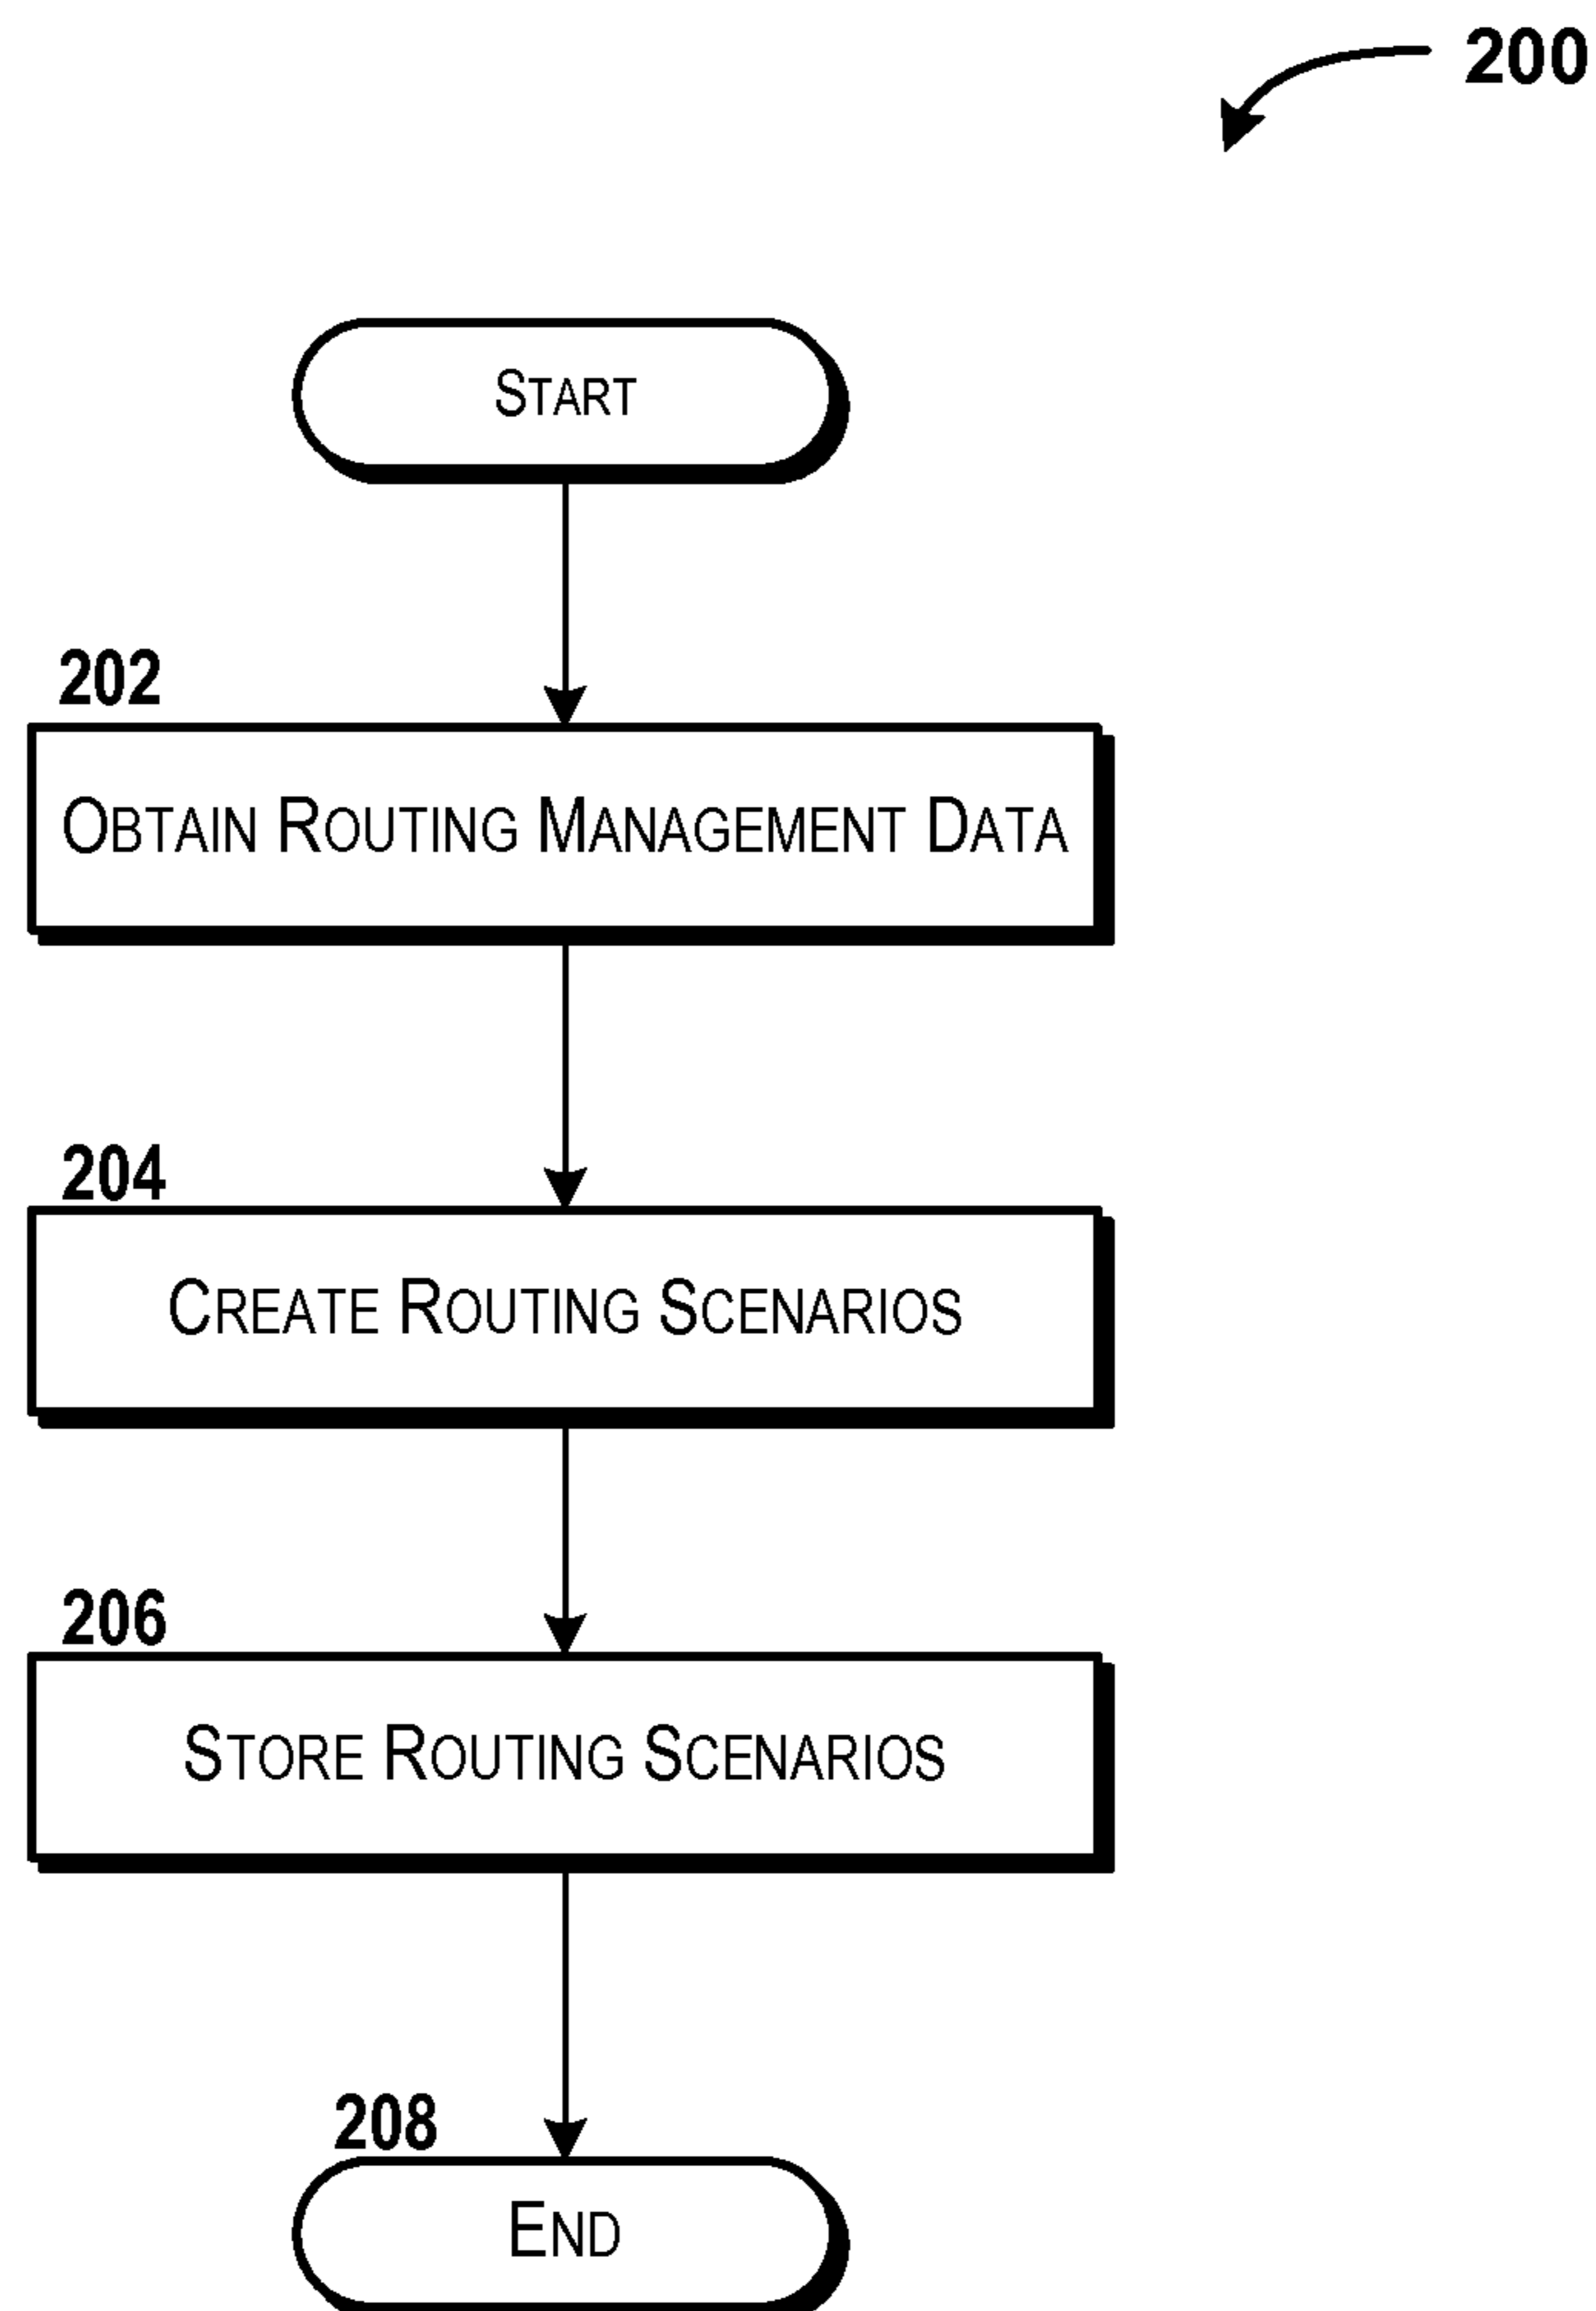 200
START
202
OBTAIN ROUTING MANAGEMENT DATA
204
CREATE ROUTING SCENARIOS
206
STORE ROUTING SCENARIOS
208
END